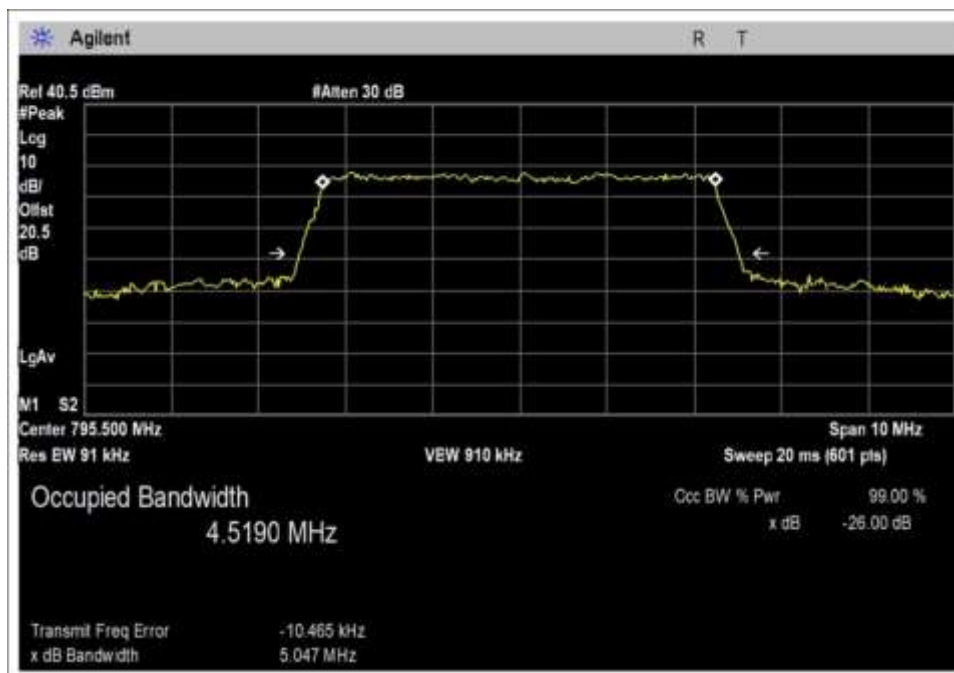 Agilent R T
Ref 40.5 dBm #Atten 30 dB
#Peak
Log
10
dB/
Offst
20.5
dB
LgAv
M1 S2
Center 795.500 MHz Span 10 MHz
Res BW 91 kHz VBW 910 kHz Sweep 20 ms (601 pts)
Occupied Bandwidth Occ BW % Pwr 99.00 %
4.5190 MHz x dB -26.00 dB
Transmit Freq Error -10.465 kHz
x dB Bandwidth 5.047 MHz